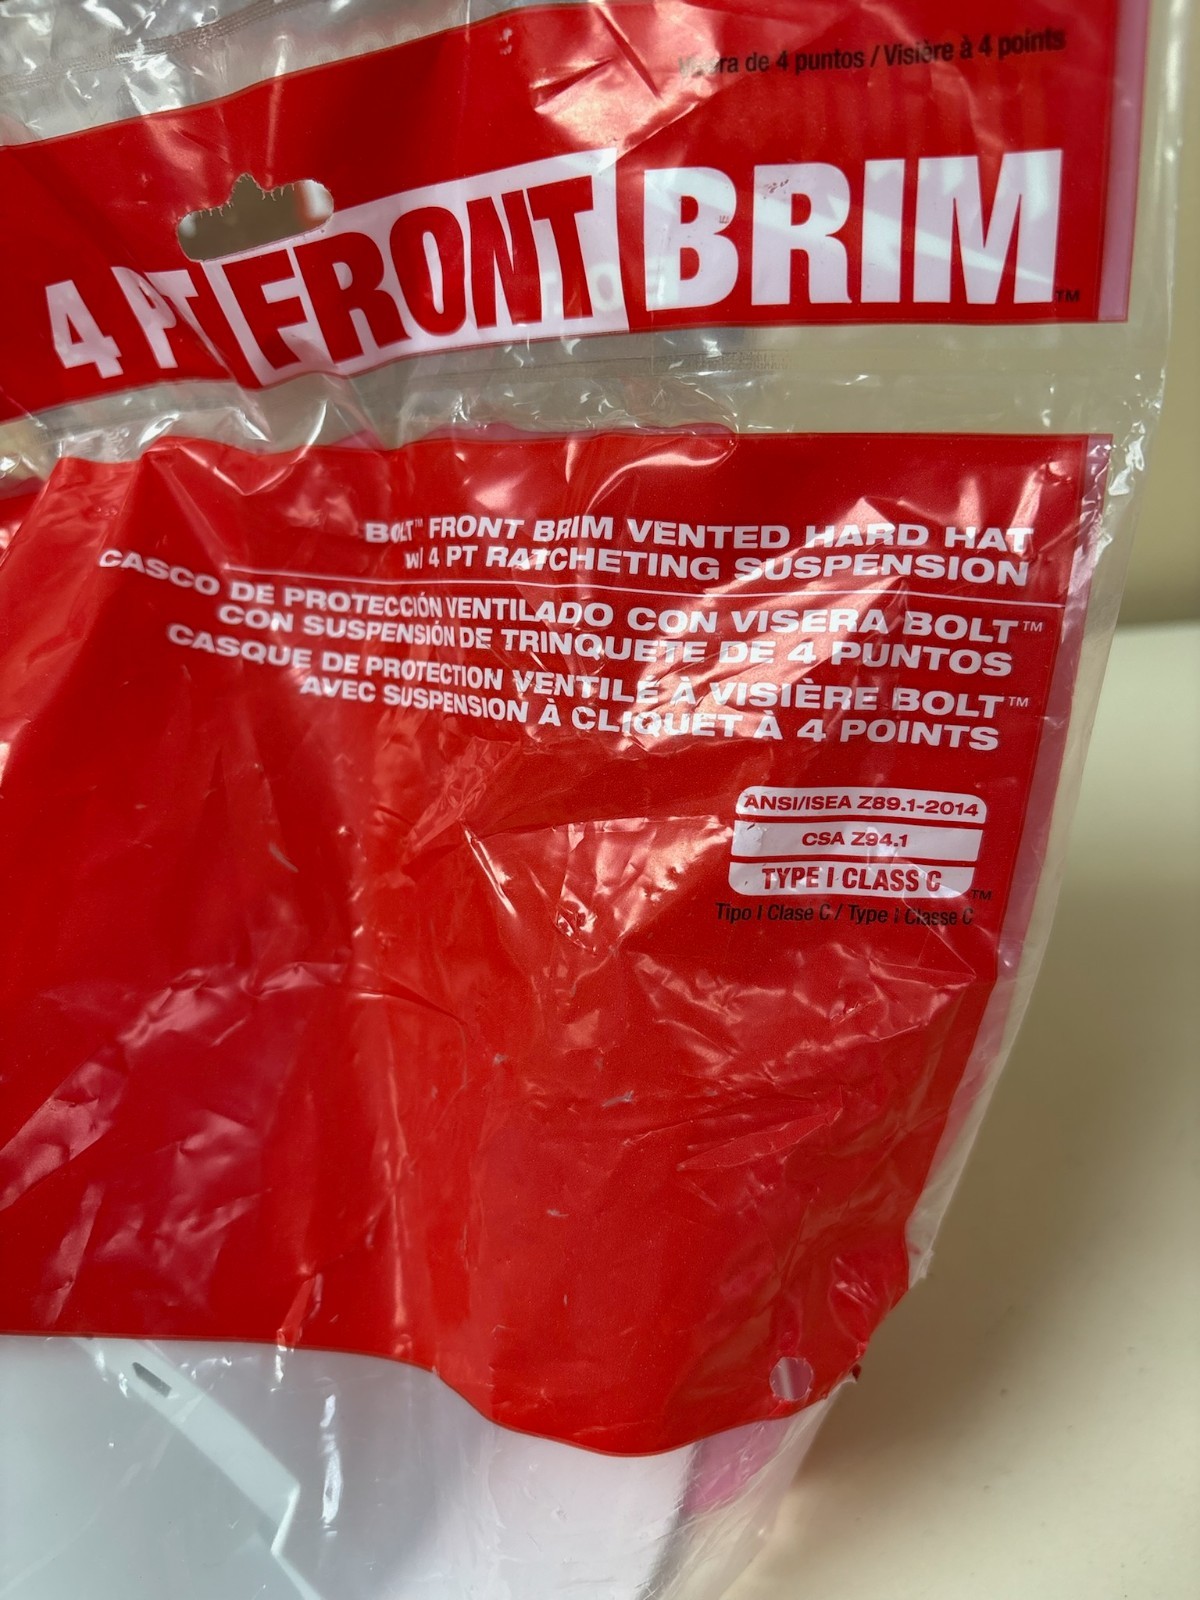 Visera de 4 puntos / Visière à 4 points
4 PT FRONT BRIM™
BOLT™ FRONT BRIM VENTED HARD HAT
w/ 4 PT RATCHETING SUSPENSION
CASCO DE PROTECCIÓN VENTILADO CON VISERA BOLT™
CON SUSPENSIÓN DE TRINQUETE DE 4 PUNTOS
CASQUE DE PROTECTION VENTILÉ À VISIÈRE BOLT™
AVEC SUSPENSION À CLIQUET À 4 POINTS
ANSI/ISEA Z89.1-2014
CSA Z94.1
TYPE I CLASS C™
Tipo I Clase C / Type I Classe C